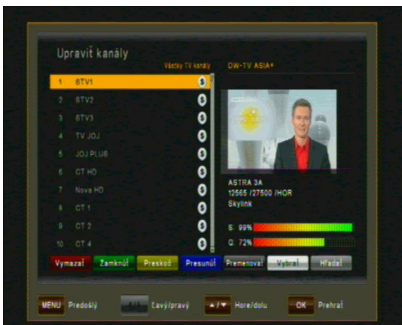 Upraviť kanály
Všetky TV kanály
DW-TV ASIA+
1 STV1
2 STV2
3 STV3
4 TV JOJ
5 JOJ PLUS
6 CT HD
7 Nova HD
8 CT 1
9 CT 2
10 CT 4
ASTRA 3A
12565 /27500 /HOR
Skylink
S: 99%
Q: 72%
Vymazať Zamknúť Preskoč Presunúť Premenovať Vybrať Hľadať
MENU Predošlý Ľavý/pravý ▲/▼ Hore/dolu OK Prehrať